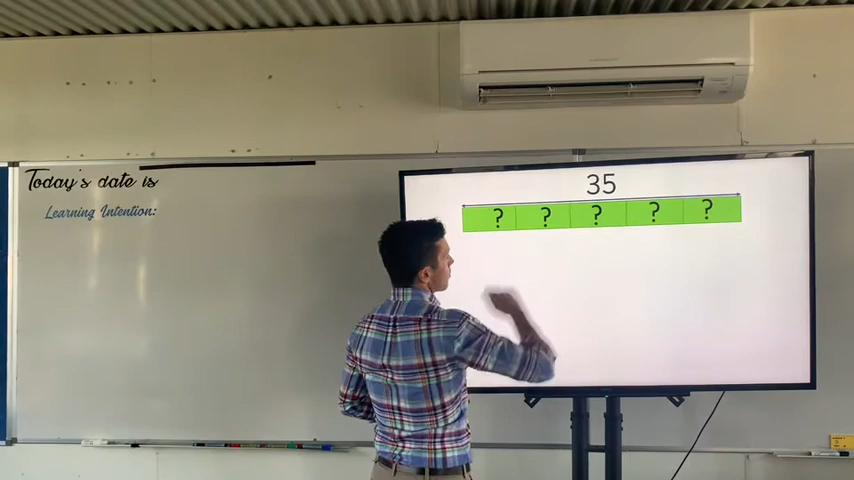 Today's date is
Learning Intention:
35
? ? ? ? ?